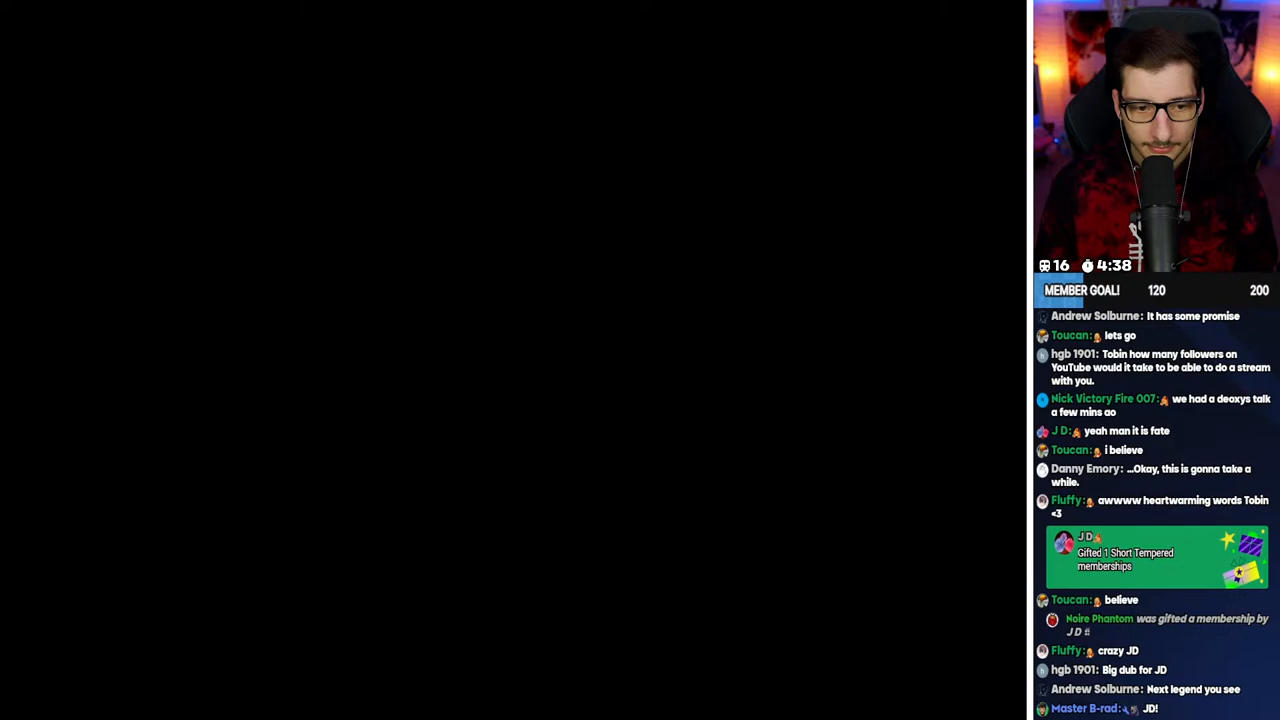 16 4:38
MEMBER GOAL! 120 200
Andrew Solburne: It has some promise
Toucan: lets go
hgb 1901: Tobin how many followers on
YouTube would it take to be able to do a stream
with you.
Nick Victory Fire 007: we had a deoxys talk
a few mins ao
J D: yeah man it is fate
Toucan: i believe
Danny Emory: ...Okay, this is gonna take a
while.
Fluffy: awwww heartwarming words Tobin
<3
J D
Gifted 1 Short Tempered
memberships
Toucan: believe
Noire Phantom was gifted a membership by
J D
Fluffy: crazy JD
hgb 1901: Big dub for JD
Andrew Solburne: Next legend you see
Master B-rad: JD!